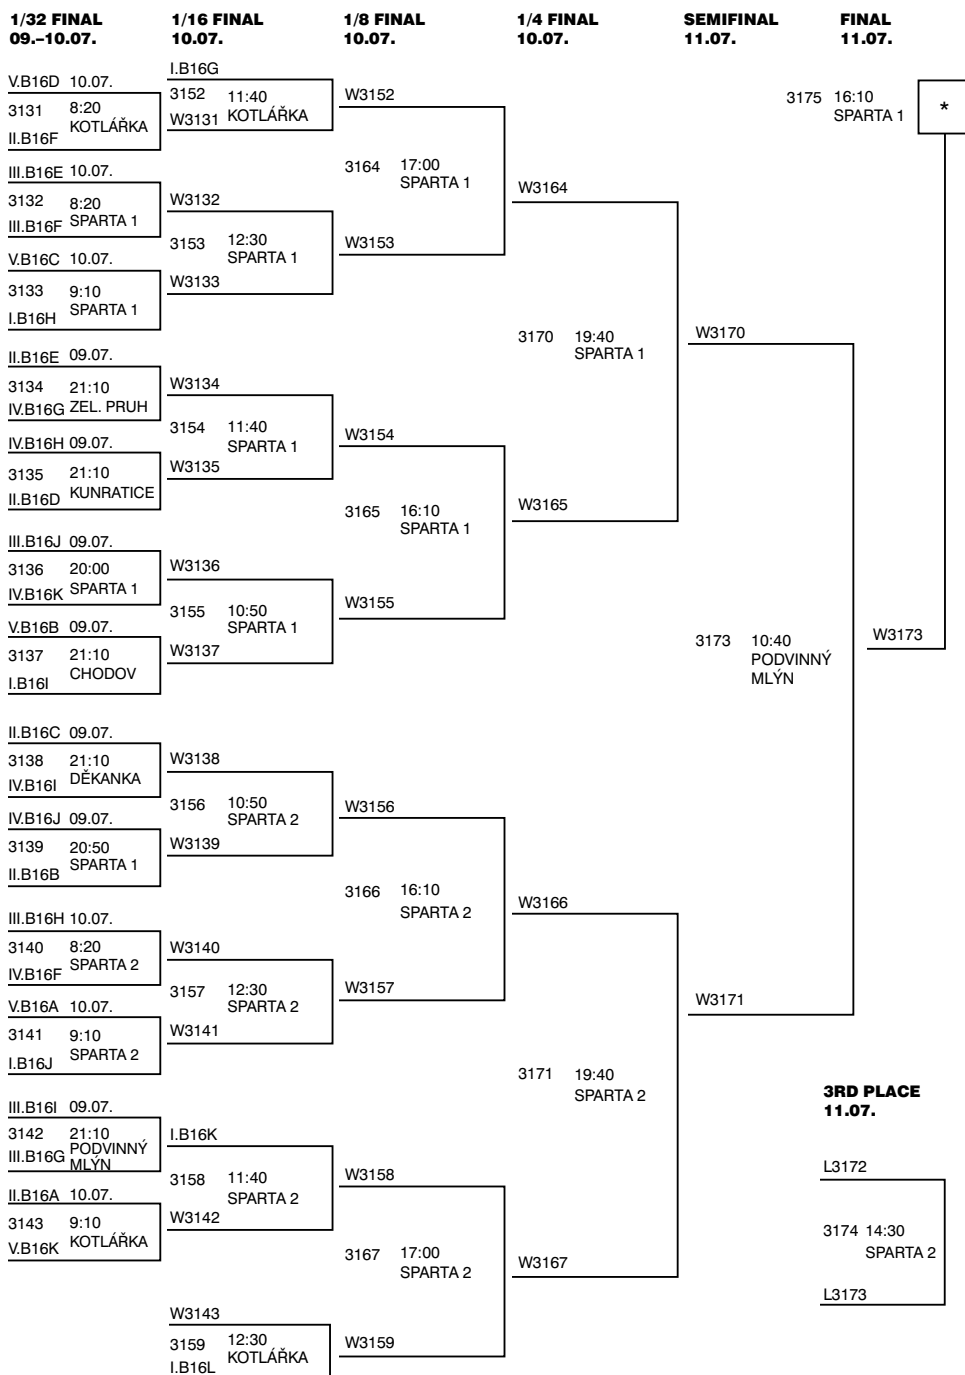 1/32 FINAL
09.–10.07.
1/16 FINAL
10.07.
1/8 FINAL
10.07.
1/4 FINAL
10.07.
SEMIFINAL
11.07.
FINAL
11.07.
V.B16D 10.07.
3131 8:20
KOTLÁŘKA
II.B16F
III.B16E 10.07.
3132 8:20
III.B16F SPARTA 1
V.B16C 10.07.
3133 9:10
SPARTA 1
I.B16H
II.B16E 09.07.
3134 21:10
IV.B16G ZEL. PRUH
IV.B16H 09.07.
3135 21:10
KUNRATICE
II.B16D
III.B16J 09.07.
3136 20:00
IV.B16K SPARTA 1
V.B16B 09.07.
3137 21:10
CHODOV
I.B16I
II.B16C 09.07.
3138 21:10
DĚKANKA
IV.B16I
IV.B16J 09.07.
3139 20:50
SPARTA 1
II.B16B
III.B16H 10.07.
3140 8:20
SPARTA 2
IV.B16F
V.B16A 10.07.
3141 9:10
SPARTA 2
I.B16J
III.B16I 09.07.
3142 21:10
PODVINNÝ
III.B16G MLÝN
II.B16A 10.07.
3143 9:10
KOTLÁŘKA
V.B16K
I.B16G
3152 11:40
KOTLÁŘKA
W3131
W3132
3153 12:30
SPARTA 1
W3133
W3134
3154 11:40
SPARTA 1
W3135
W3136
3155 10:50
SPARTA 1
W3137
W3138
3156 10:50
SPARTA 2
W3139
W3140
3157 12:30
SPARTA 2
W3141
I.B16K
3158 11:40
SPARTA 2
W3142
W3143
3159 12:30
KOTLÁŘKA
I.B16L
W3152
3164 17:00
SPARTA 1
W3153
W3154
3165 16:10
SPARTA 1
W3155
W3156
3166 16:10
SPARTA 2
W3157
W3158
3167 17:00
SPARTA 2
W3159
W3164
3170 19:40
SPARTA 1
W3165
W3166
3171 19:40
SPARTA 2
W3167
W3170
3173 10:40
PODVINNÝ
MLÝN
W3171
3175 16:10
SPARTA 1
*
W3173
3RD PLACE
11.07.
L3172
3174 14:30
SPARTA 2
L3173